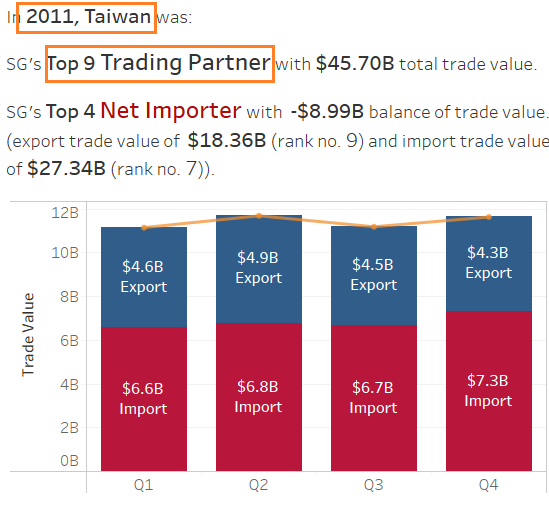 In 2011, Taiwan was:
SG's Top 9 Trading Partner with $45.70B total trade value.
SG's Top 4 Net Importer with -$8.99B balance of trade value.
(export trade value of $18.36B (rank no. 9) and import trade value
of $27.34B (rank no. 7)).
12B
10B
8B
6B
4B
2B
0B
Trade Value
$4.6B
Export
$4.9B
Export
$4.5B
Export
$4.3B
Export
$6.6B
Import
$6.8B
Import
$6.7B
Import
$7.3B
Import
Q1
Q2
Q3
Q4